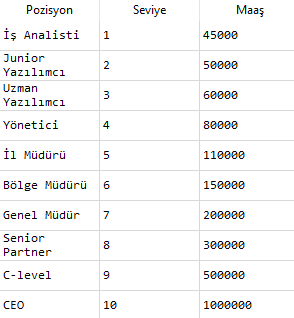 Pozisyon Seviye Maaş
İş Analisti 1 45000
Junior
Yazılımcı 2 50000
Uzman
Yazılımcı 3 60000
Yönetici 4 80000
İl Müdürü 5 110000
Bölge Müdürü 6 150000
Genel Müdür 7 200000
Senior
Partner 8 300000
C-level 9 500000
CEO 10 1000000